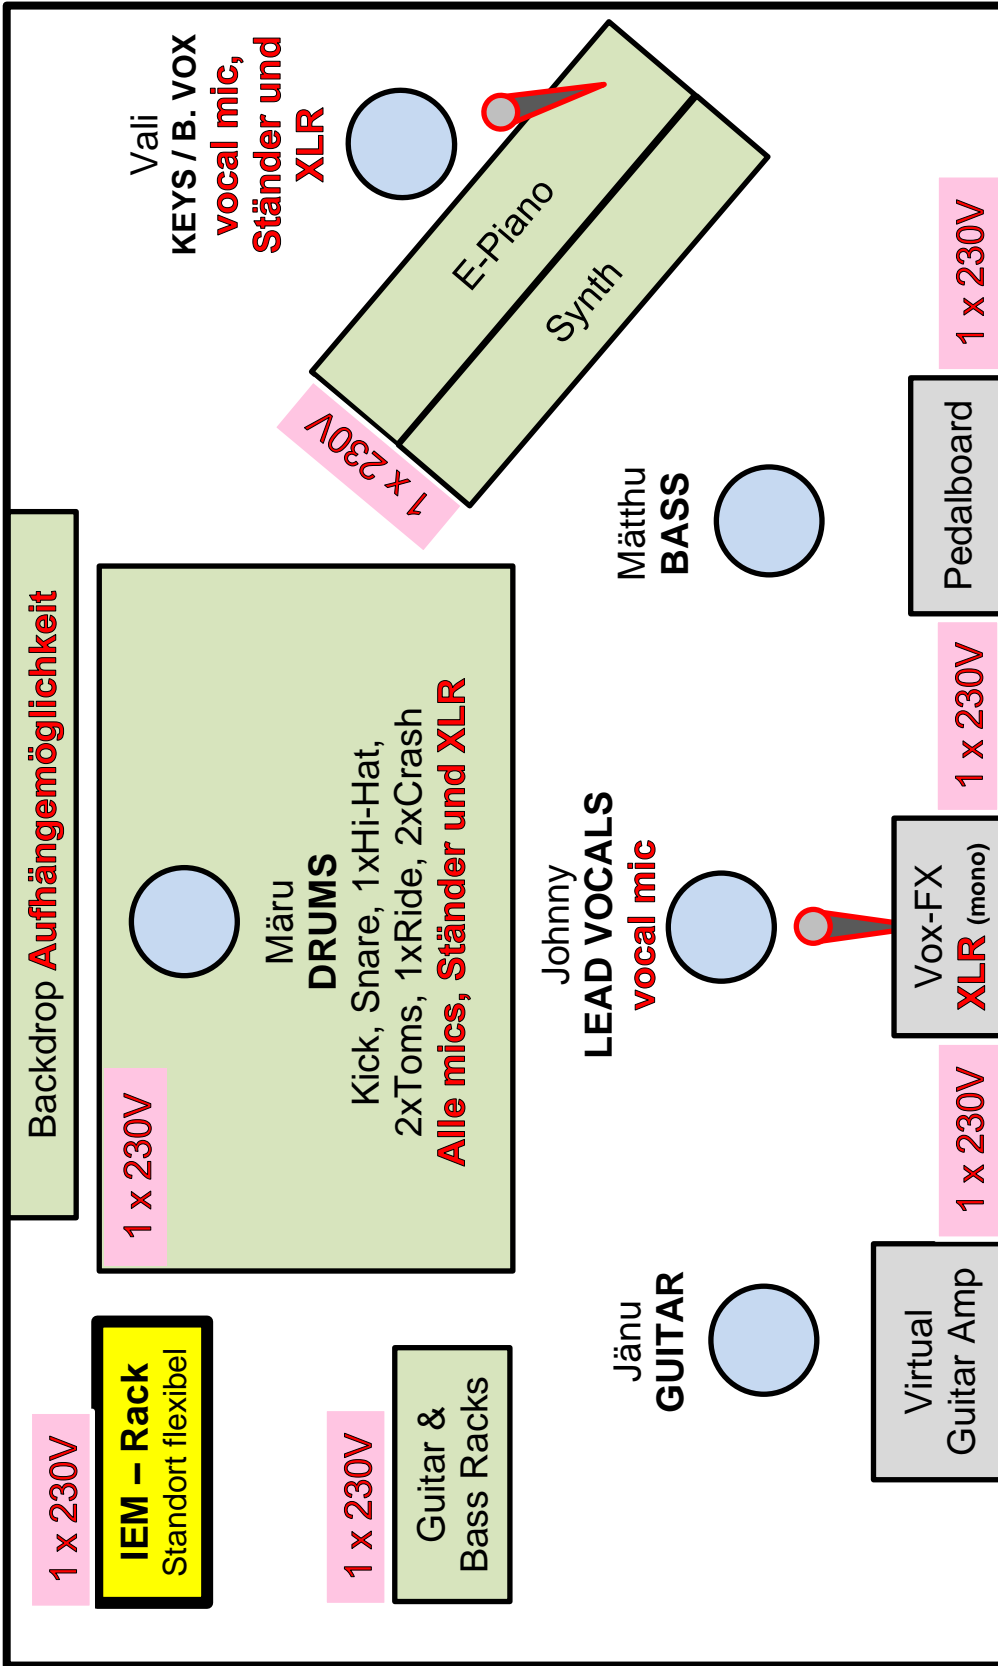 Backdrop Aufhängemöglichkeit
1 x 230V
IEM – Rack
Standort flexibel
1 x 230V
Guitar &
Bass Racks
1 x 230V
Märu
DRUMS
Kick, Snare, 1xHi-Hat,
2xToms, 1xRide, 2xCrash
Alle mics, Ständer und XLR
Vali
KEYS / B. VOX
vocal mic,
Ständer und
XLR
E-Piano
Synth
1 x 230V
Jänu
GUITAR
Johnny
LEAD VOCALS
vocal mic
Mätthu
BASS
Virtual
Guitar Amp
1 x 230V
Vox-FX
XLR (mono)
1 x 230V
Pedalboard
1 x 230V